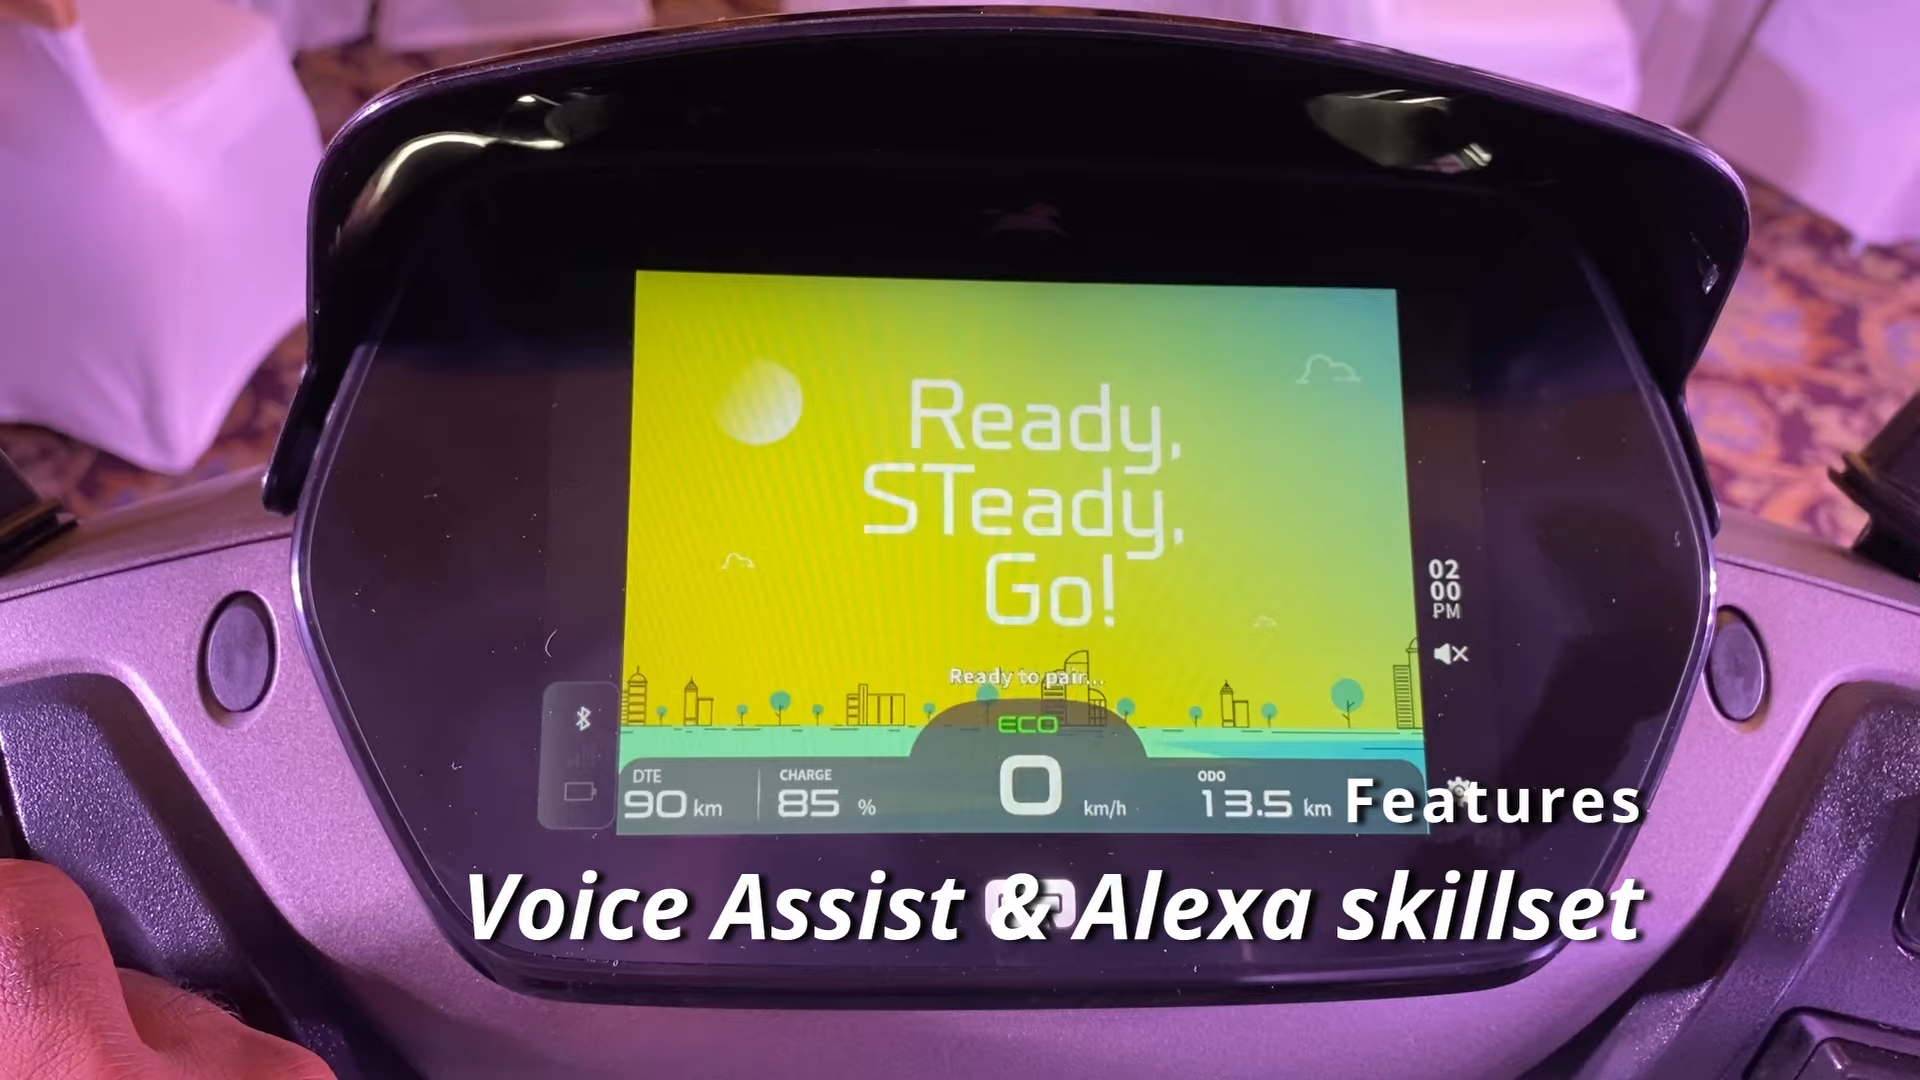 Ready,
STeady,
Go!
02
00
PM
Ready to pair...
ECO
DTE
90 km
CHARGE
85 %
0 km/h
ODO
13.5 km
Features
Voice Assist & Alexa skillset